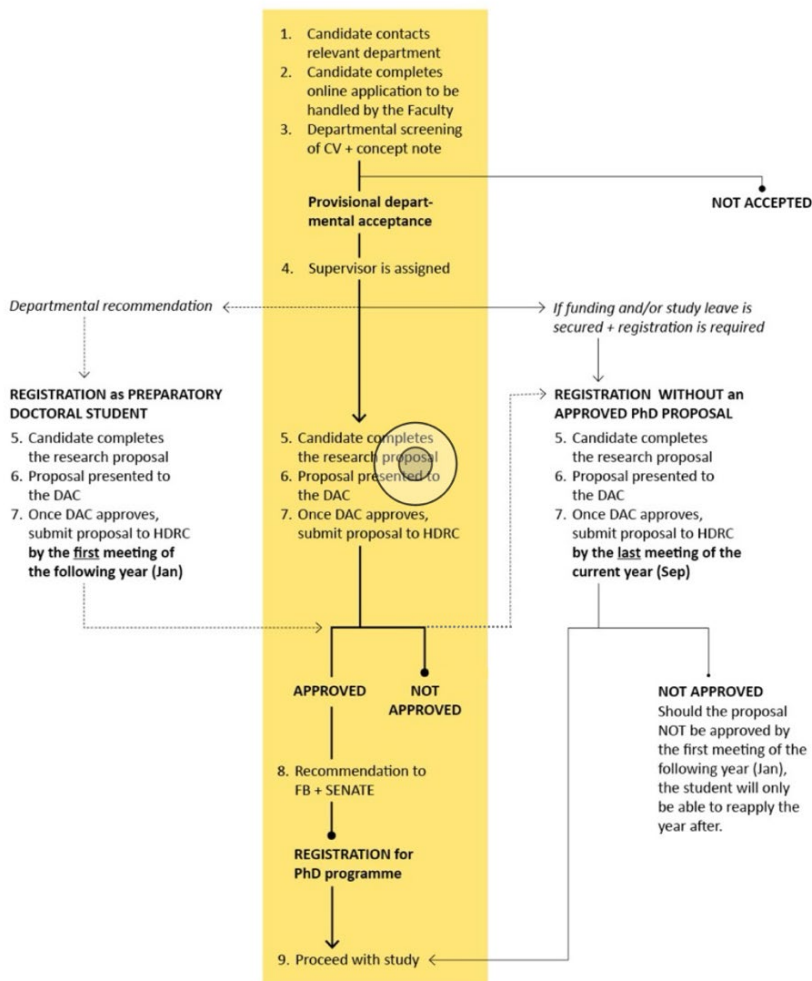 1. Candidate contacts
relevant department
2. Candidate completes
online application to be
handled by the Faculty
3. Departmental screening
of CV + concept note
NOT ACCEPTED
Provisional depart-
mental acceptance
4. Supervisor is assigned
Departmental recommendation
If funding and/or study leave is
secured + registration is required
REGISTRATION as PREPARATORY
DOCTORAL STUDENT
5. Candidate completes
the research proposal
6. Proposal presented to
the DAC
7. Once DAC approves,
submit proposal to HDRC
by the first meeting of
the following year (Jan)
5. Candidate completes
the research proposal
6. Proposal presented to
the DAC
7. Once DAC approves,
submit proposal to HDRC
REGISTRATION WITHOUT an
APPROVED PhD PROPOSAL
5. Candidate completes
the research proposal
6. Proposal presented to
the DAC
7. Once DAC approves,
submit proposal to HDRC
by the last meeting of the
current year (Sep)
APPROVED
NOT
APPROVED
NOT APPROVED
Should the proposal
NOT be approved by
the first meeting of the
following year (Jan),
the student will only
be able to reapply the
year after.
8. Recommendation to
FB + SENATE
REGISTRATION for
PhD programme
9. Proceed with study